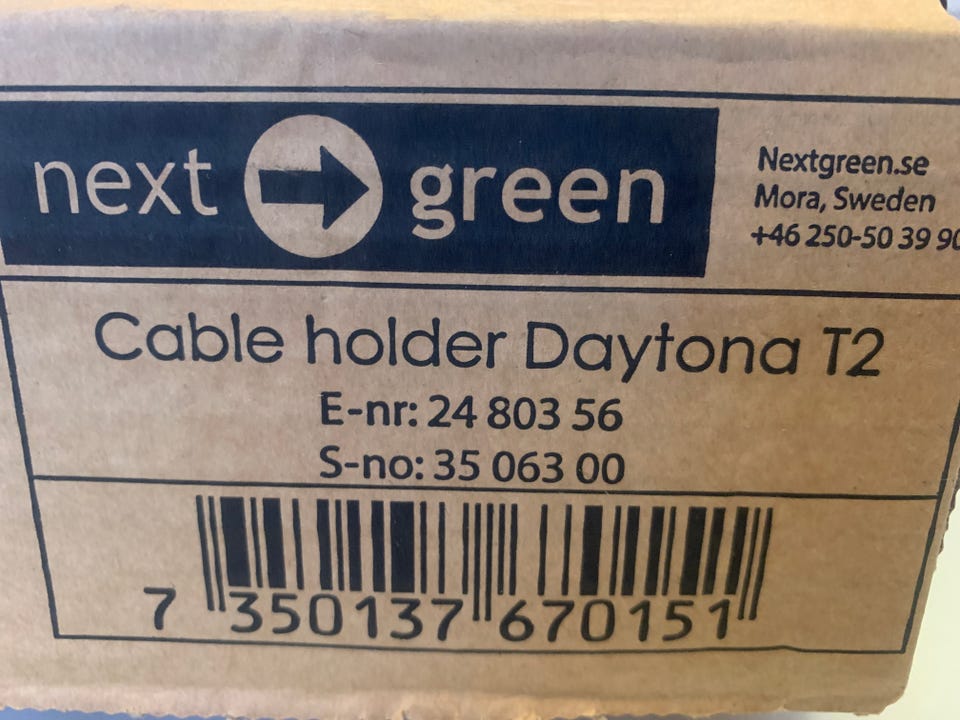 next green
Nextgreen.se
Mora, Sweden
+46 250-50 39 90
Cable holder Daytona T2
E-nr: 24 803 56
S-no: 35 063 00
7 350137 670151